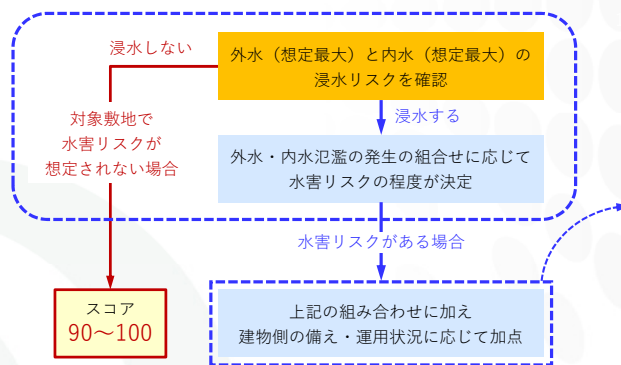 浸水しない
外水（想定最大）と内水（想定最大）の
浸水リスクを確認
浸水する
対象敷地で
水害リスクが
想定されない場合
外水・内水氾濫の発生の組合せに応じて
水害リスクの程度が決定
水害リスクがある場合
スコア
90～100
上記の組み合わせに加え
建物側の備え・運用状況に応じて加点